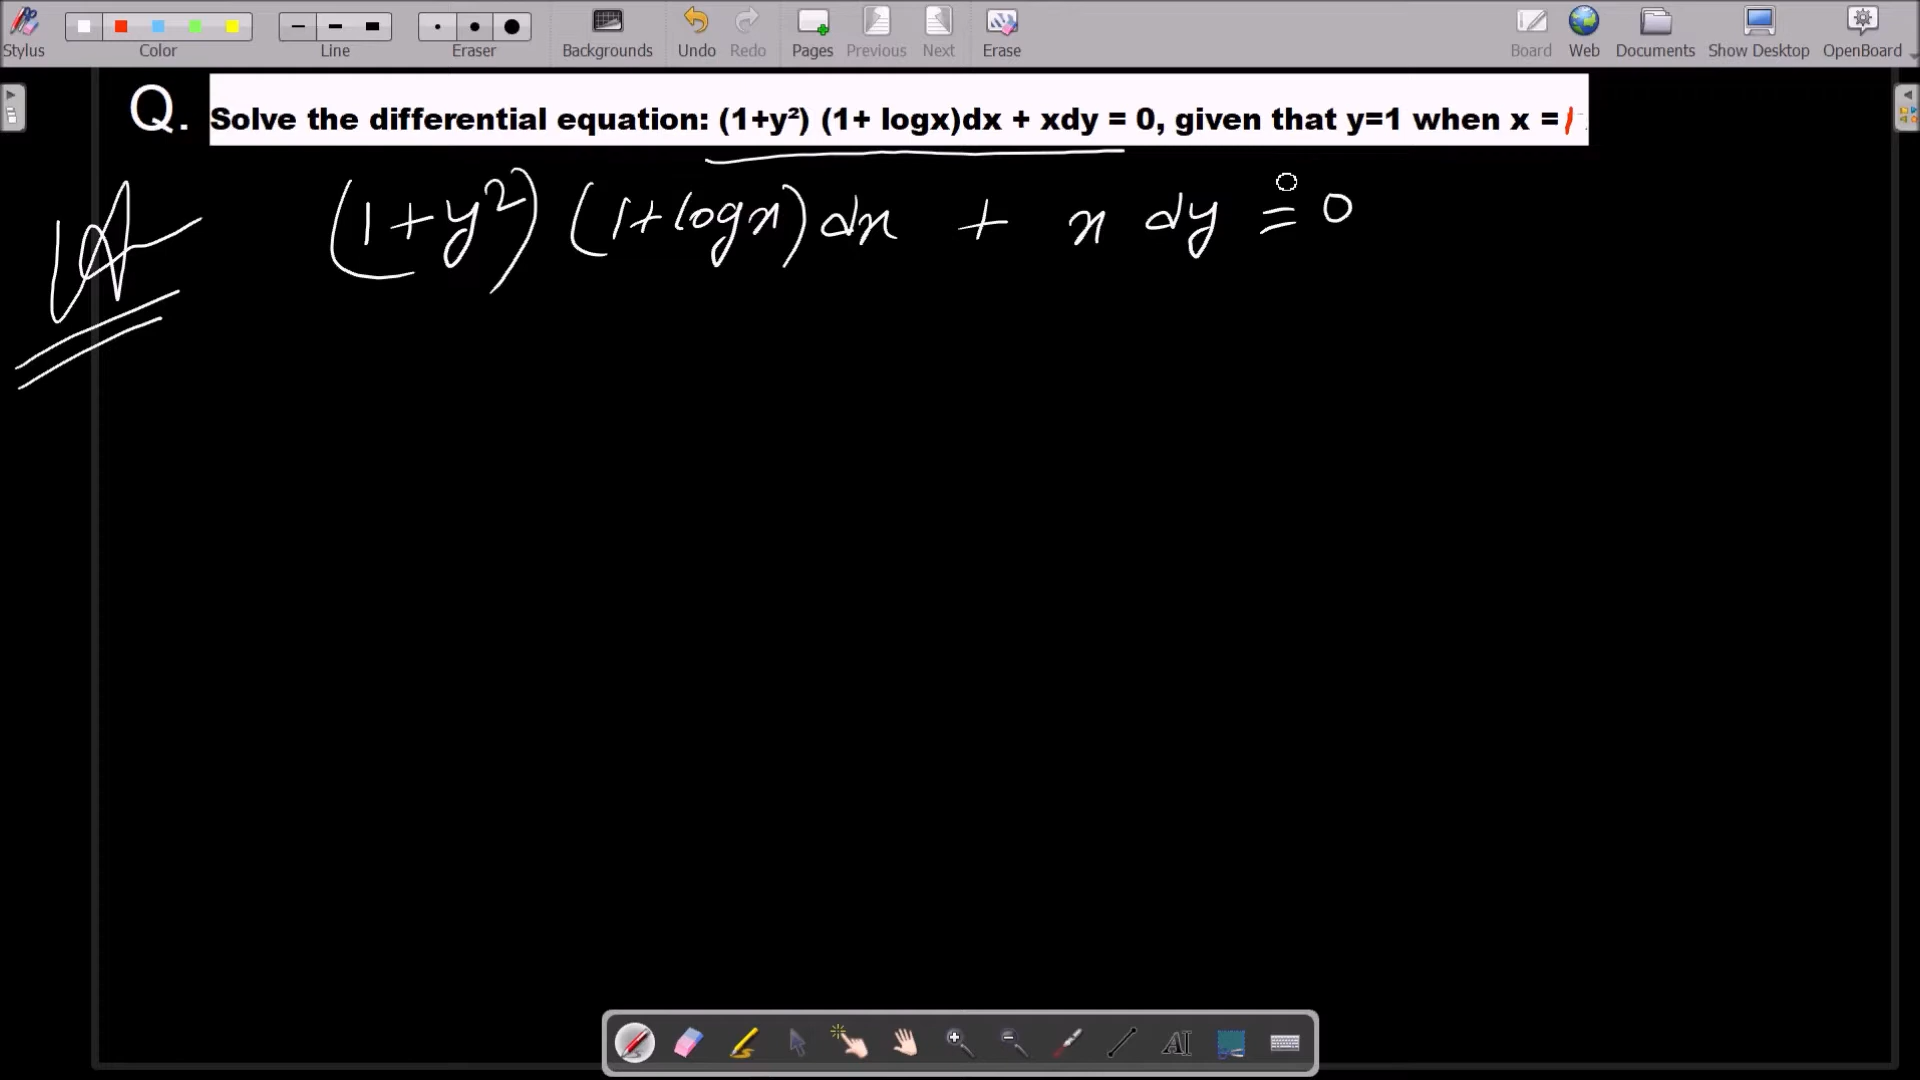 Stylus Color Line Eraser Backgrounds Undo Redo Pages Previous Next Erase Board Web Documents Show Desktop OpenBoard
Q. Solve the differential equation: (1+y²) (1+ logx)dx + xdy = 0, given that y=1 when x = 1
(1+y²) (1+logx) dx + x dy = 0
AI